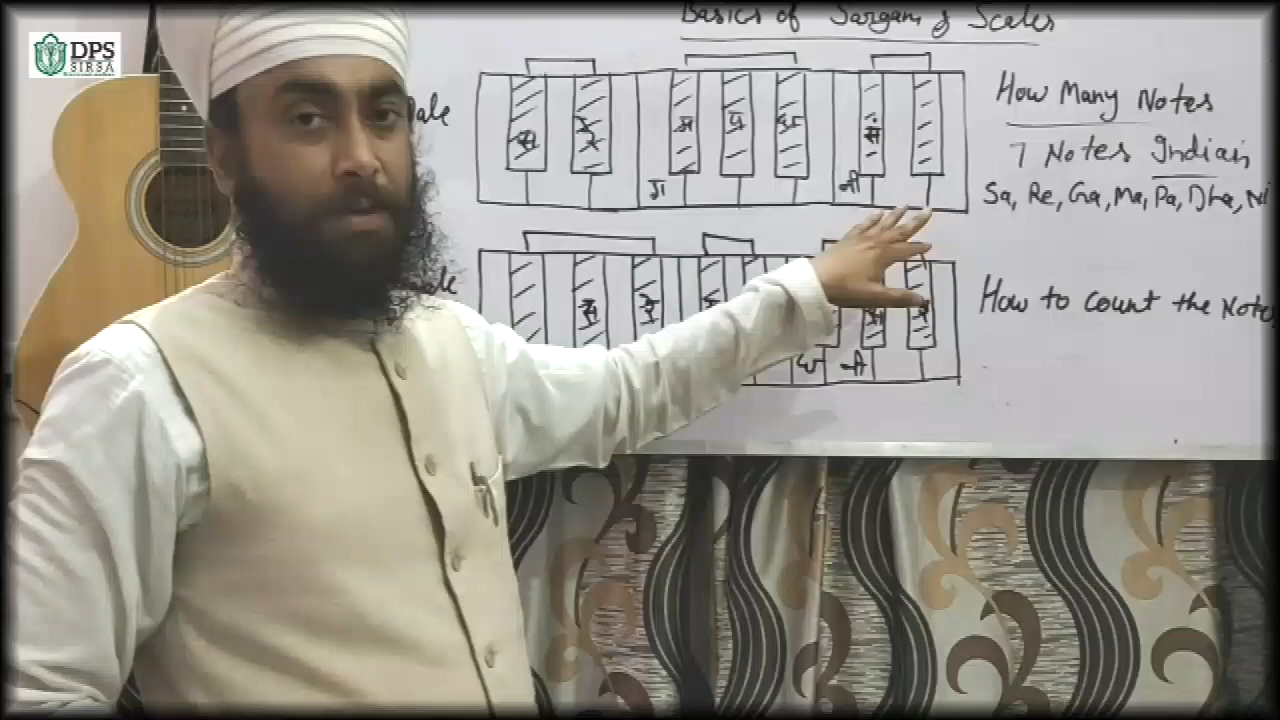 DPS
SIRSA
Basics of Sargam & Scales
How Many Notes
7 Notes Indian
Sa, Re, Ga, Ma, Pa, Dha, Ni
सा रे ग म प ध नी सां
How to count the Notes
सा रे ध नी